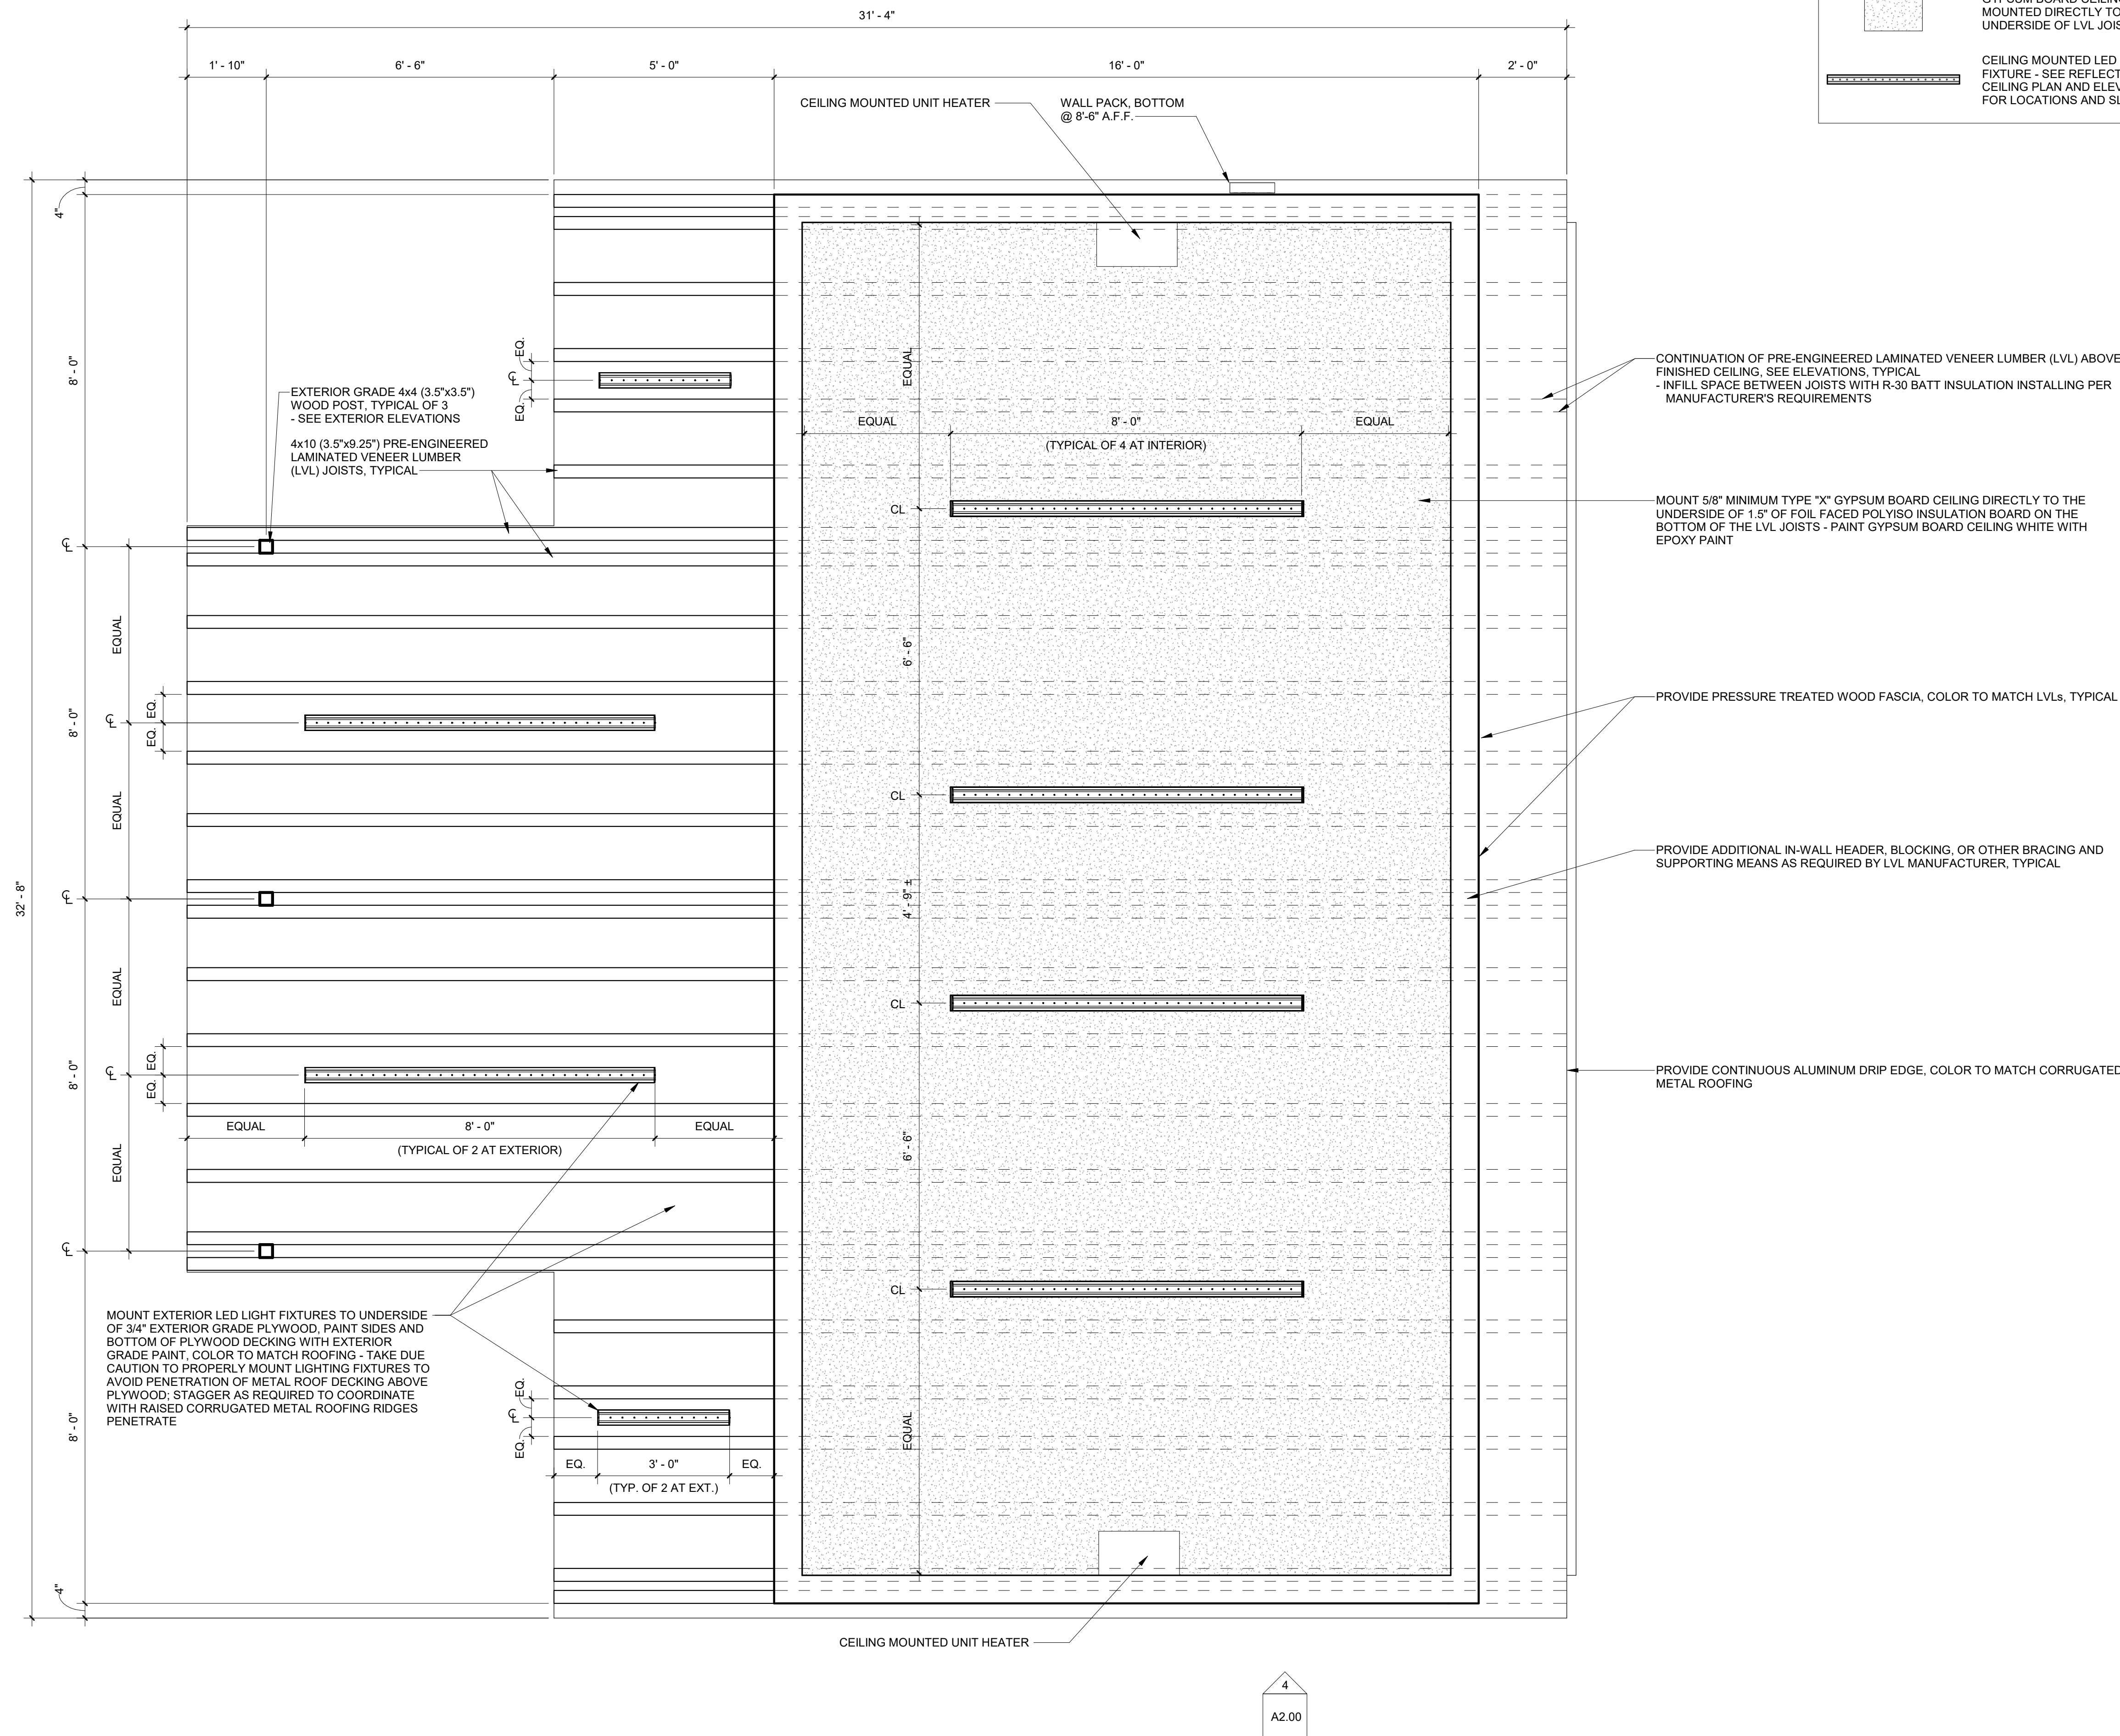 31' - 4"
1' - 10"
6' - 6"
5' - 0"
16' - 0"
2' - 0"
MOUNTED DIRECTLY TO
UNDERSIDE OF LVL
CEILING MOUNTED LED
FIXTURE - SEE
CEILING PLAN AND
FOR LOCATIONS AND
CEILING MOUNTED UNIT HEATER
WALL PACK, BOTTOM
@ 8'-6" A.F.F.
4"
8' - 0"
EQ.
EQ.
EQUAL
EXTERIOR GRADE 4x4 (3.5"x3.5")
WOOD POST, TYPICAL OF 3
- SEE EXTERIOR ELEVATIONS
4x10 (3.5"x9.25") PRE-ENGINEERED
LAMINATED VENEER LUMBER
(LVL) JOISTS, TYPICAL
EQUAL
8' - 0"
EQUAL
(TYPICAL OF 4 AT INTERIOR)
CONTINUATION OF PRE-ENGINEERED LAMINATED VENEER LUMBER (LVL) ABOVE
FINISHED CEILING, SEE ELEVATIONS, TYPICAL
- INFILL SPACE BETWEEN JOISTS WITH R-30 BATT INSULATION INSTALLING PER
MANUFACTURER'S REQUIREMENTS
CL
MOUNT 5/8" MINIMUM TYPE "X" GYPSUM BOARD CEILING DIRECTLY TO THE
UNDERSIDE OF 1.5" OF FOIL FACED POLYISO INSULATION BOARD ON THE
BOTTOM OF THE LVL JOISTS - PAINT GYPSUM BOARD CEILING WHITE WITH
EPOXY PAINT
CL
EQUAL
6' - 6"
8' - 0"
CL
EQ.
EQ.
PROVIDE PRESSURE TREATED WOOD FASCIA, COLOR TO MATCH LVLs, TYPICAL
EQUAL
CL
32' - 8"
CL
4' - 9" ±
PROVIDE ADDITIONAL IN-WALL HEADER, BLOCKING, OR OTHER BRACING AND
SUPPORTING MEANS AS REQUIRED BY LVL MANUFACTURER, TYPICAL
EQUAL
CL
8' - 0"
CL
EQ.
EQ.
PROVIDE CONTINUOUS ALUMINUM DRIP EDGE, COLOR TO MATCH CORRUGATED
METAL ROOFING
EQUAL
8' - 0"
EQUAL
(TYPICAL OF 2 AT EXTERIOR)
EQUAL
6' - 6"
CL
CL
MOUNT EXTERIOR LED LIGHT FIXTURES TO UNDERSIDE
OF 3/4" EXTERIOR GRADE PLYWOOD, PAINT SIDES AND
BOTTOM OF PLYWOOD DECKING WITH EXTERIOR
GRADE PAINT, COLOR TO MATCH ROOFING - TAKE DUE
CAUTION TO PROPERLY MOUNT LIGHTING FIXTURES TO
AVOID PENETRATION OF METAL ROOF DECKING ABOVE
PLYWOOD; STAGGER AS REQUIRED TO COORDINATE
WITH RAISED CORRUGATED METAL ROOFING RIDGES
PENETRATE
8' - 0"
EQ.
CL
EQ.
EQUAL
EQ.
3' - 0"
EQ.
(TYP. OF 2 AT EXT.)
4"
CEILING MOUNTED UNIT HEATER
4
A2.00